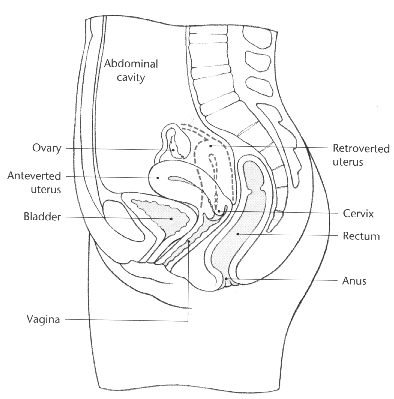 Abdominal
cavity
Ovary
Retroverted
uterus
Anteverted
uterus
Bladder
Cervix
Rectum
Anus
Vagina